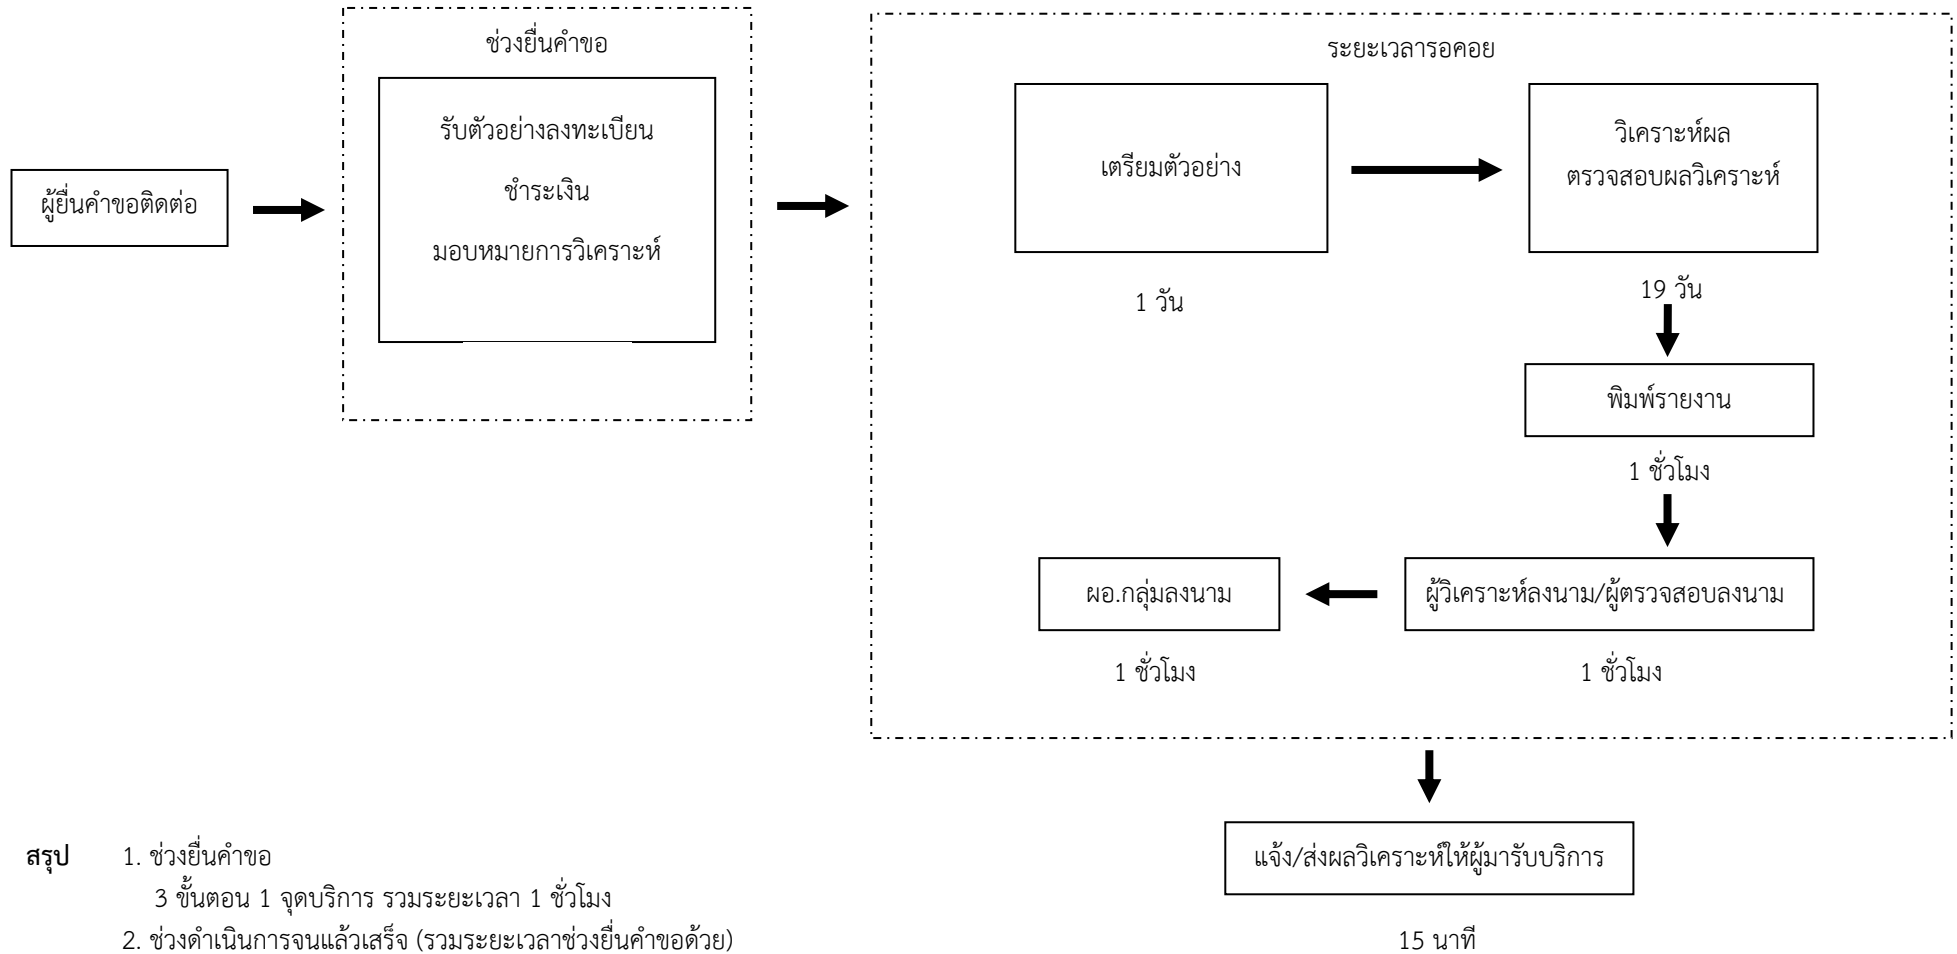 ผู้ยื่นคำขอติดต่อ
ช่วงยื่นคำขอ
รับตัวอย่างลงทะเบียน
ชำระเงิน
มอบหมายการวิเคราะห์
ระยะเวลารอคอย
เตรียมตัวอย่าง
1 วัน
วิเคราะห์ผล
ตรวจสอบผลวิเคราะห์
19 วัน
พิมพ์รายงาน
1 ชั่วโมง
ผู้วิเคราะห์ลงนาม/ผู้ตรวจสอบลงนาม
1 ชั่วโมง
ผอ.กลุ่มลงนาม
1 ชั่วโมง
แจ้ง/ส่งผลวิเคราะห์ให้ผู้มารับบริการ
15 นาที
สรุป 1. ช่วงยื่นคำขอ
3 ขั้นตอน 1 จุดบริการ รวมระยะเวลา 1 ชั่วโมง
2. ช่วงดำเนินการจนแล้วเสร็จ (รวมระยะเวลาช่วงยื่นคำขอด้วย)